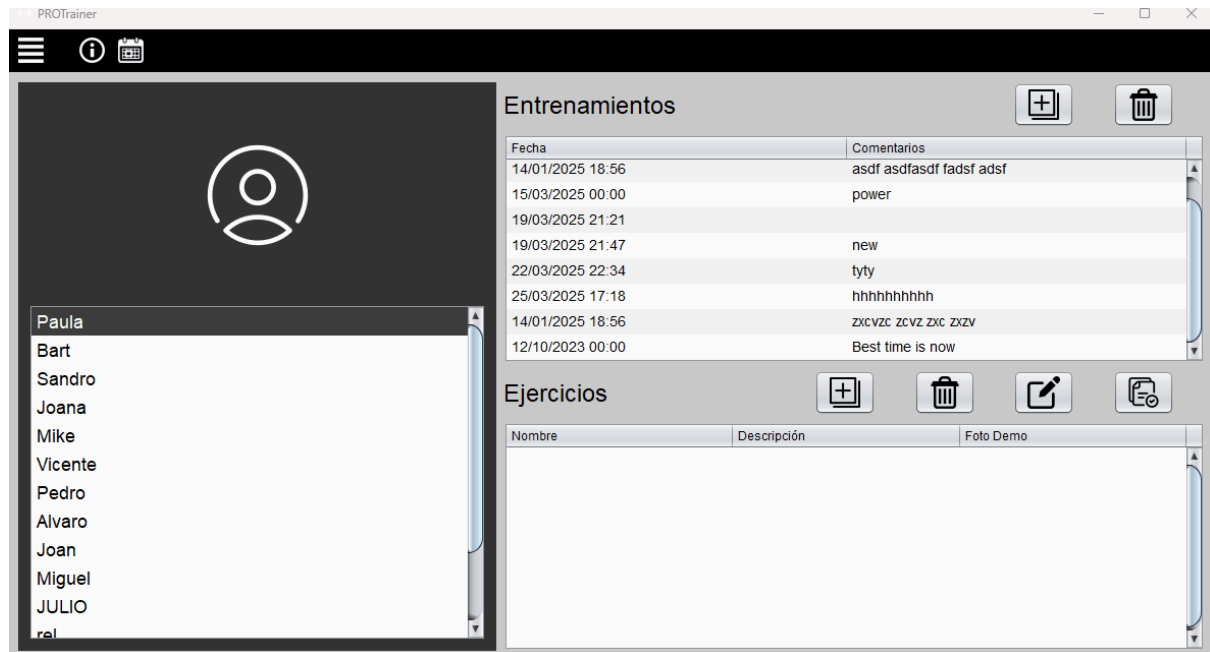 PROTrainer
Paula
Bart
Sandro
Joana
Mike
Vicente
Pedro
Alvaro
Joan
Miguel
JULIO
rel
Entrenamientos
Fecha Comentarios
14/01/2025 18:56 asdf asdfasdf fadsf adsf
15/03/2025 00:00 power
19/03/2025 21:21
19/03/2025 21:47 new
22/03/2025 22:34 tyty
25/03/2025 17:18 hhhhhhhhhh
14/01/2025 18:56 zxcvzc zcvz zxc zxzv
12/10/2023 00:00 Best time is now
Ejercicios
Nombre Descripción Foto Demo